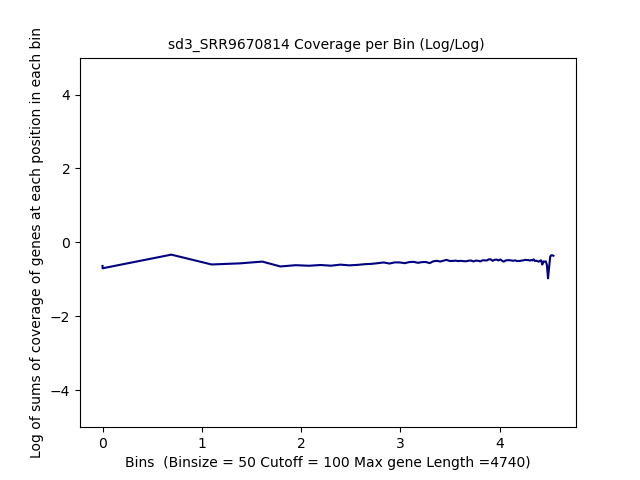 sd3_SRR9670814 Coverage per Bin (Log/Log)
Log of sums of coverage of genes at each position in each bin
4
2
0
−2
−4
0 1 2 3 4
Bins  (Binsize = 50 Cutoff = 100 Max gene Length =4740)